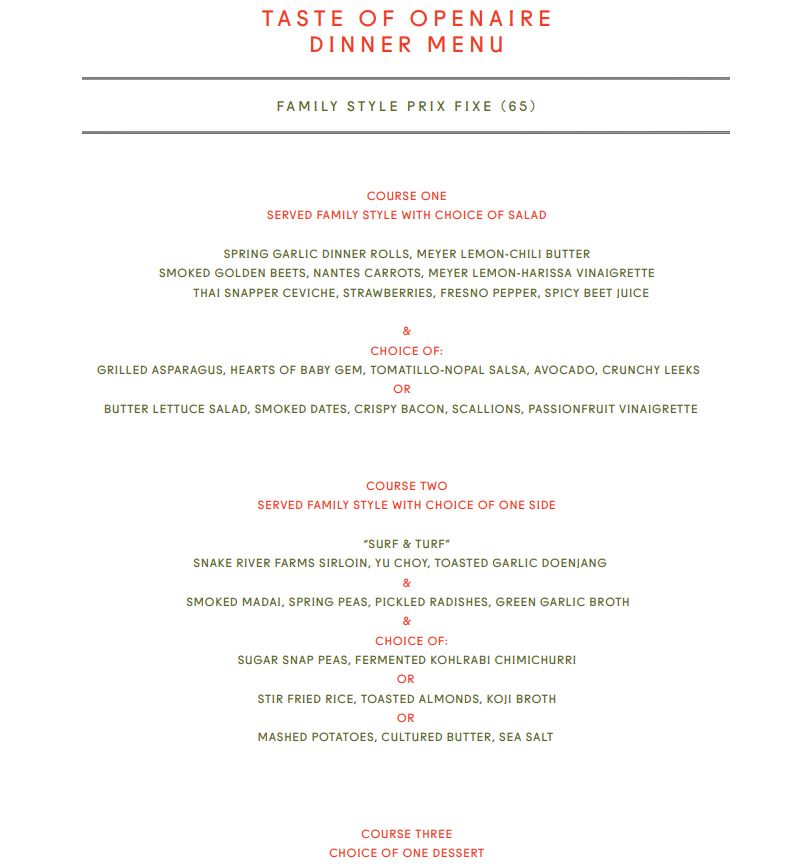 TASTE OF OPENAIRE
DINNER MENU
FAMILY STYLE PRIX FIXE (65)
COURSE ONE
SERVED FAMILY STYLE WITH CHOICE OF SALAD
SPRING GARLIC DINNER ROLLS, MEYER LEMON-CHILI BUTTER
SMOKED GOLDEN BEETS, NANTES CARROTS, MEYER LEMON-HARISSA VINAIGRETTE
THAI SNAPPER CEVICHE, STRAWBERRIES, FRESNO PEPPER, SPICY BEET JUICE
&
CHOICE OF:
GRILLED ASPARAGUS, HEARTS OF BABY GEM, TOMATILLO-NOPAL SALSA, AVOCADO, CRUNCHY LEEKS
OR
BUTTER LETTUCE SALAD, SMOKED DATES, CRISPY BACON, SCALLIONS, PASSIONFRUIT VINAIGRETTE
COURSE TWO
SERVED FAMILY STYLE WITH CHOICE OF ONE SIDE
"SURF & TURF"
SNAKE RIVER FARMS SIRLOIN, YU CHOY, TOASTED GARLIC DOENJANG
&
SMOKED MADAI, SPRING PEAS, PICKLED RADISHES, GREEN GARLIC BROTH
&
CHOICE OF:
SUGAR SNAP PEAS, FERMENTED KOHLRABI CHIMICHURRI
OR
STIR FRIED RICE, TOASTED ALMONDS, KOJI BROTH
OR
MASHED POTATOES, CULTURED BUTTER, SEA SALT
COURSE THREE
CHOICE OF ONE DESSERT